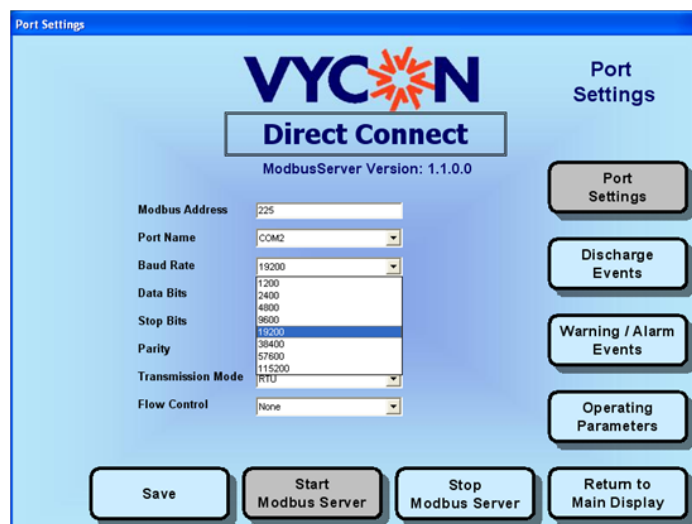 Port Settings
VYCON
Port
Settings
Direct Connect
ModbusServer Version: 1.1.0.0
Port
Settings
Modbus Address 225
Port Name COM2
Baud Rate 19200
Discharge
Events
Data Bits
1200
2400
4800
Stop Bits
9600
19200
Warning / Alarm
Events
Parity
38400
57600
115200
Transmission Mode RTU
Flow Control None
Operating
Parameters
Save
Start
Modbus Server
Stop
Modbus Server
Return to
Main Display